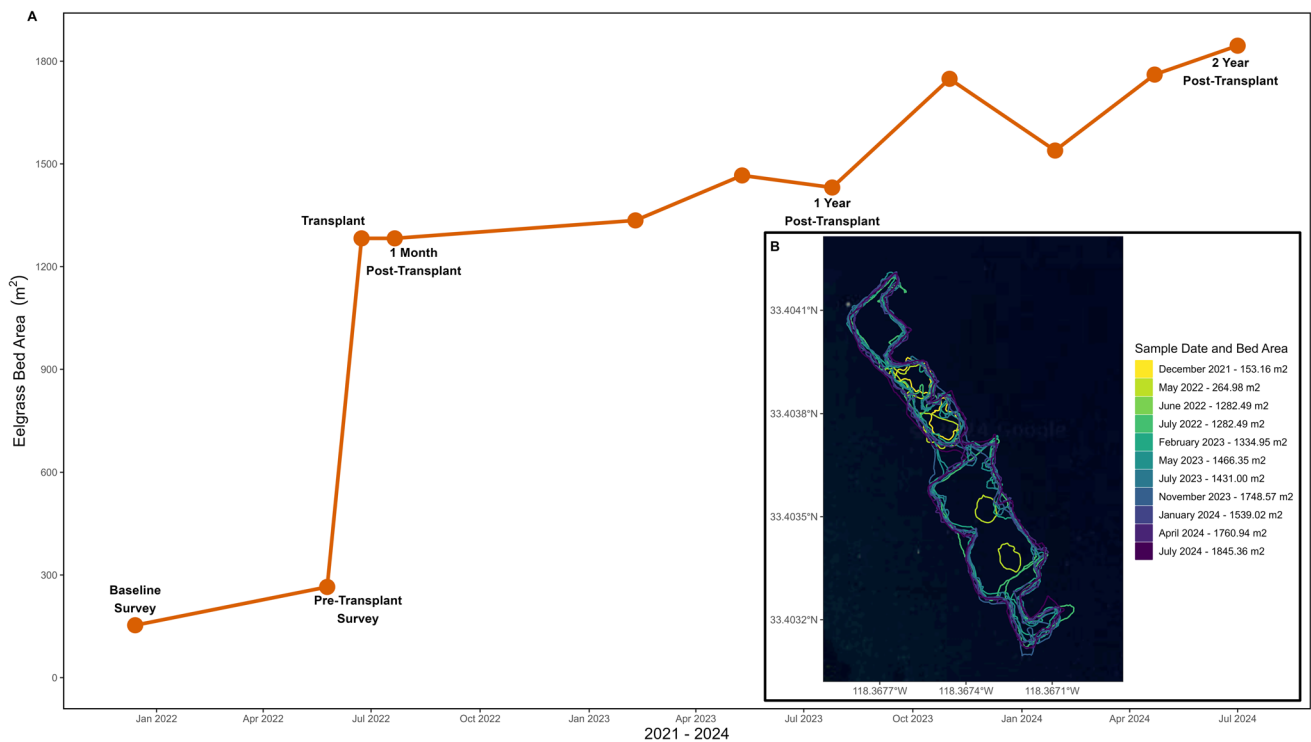 A
1800
1500
1200
900
600
300
0
Eelgrass Bed Area (m²)
Baseline
Survey
Pre-Transplant
Survey
Transplant
1 Month
Post-Transplant
1 Year
Post-Transplant
2 Year
Post-Transplant
Jan 2022
Apr 2022
Jul 2022
Oct 2022
Jan 2023
Apr 2023
Jul 2023
Oct 2023
Jan 2024
Apr 2024
Jul 2024
2021 - 2024
B
33.4041°N
33.4038°N
33.4035°N
33.4032°N
118.3677°W
118.3674°W
118.3671°W
Google
Sample Date and Bed Area
December 2021 - 153.16 m2
May 2022 - 264.98 m2
June 2022 - 1282.49 m2
July 2022 - 1282.49 m2
February 2023 - 1334.95 m2
May 2023 - 1466.35 m2
July 2023 - 1431.00 m2
November 2023 - 1748.57 m2
January 2024 - 1539.02 m2
April 2024 - 1760.94 m2
July 2024 - 1845.36 m2